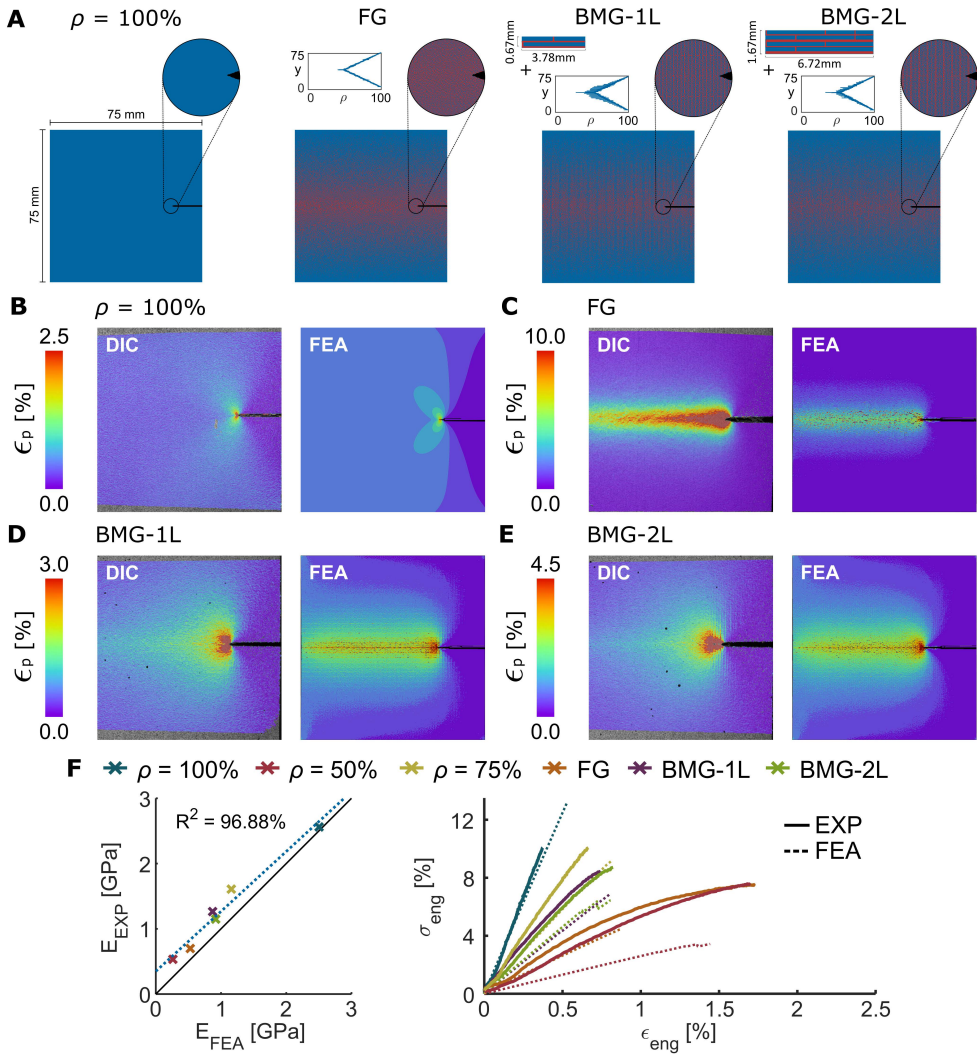 A
ρ = 100%
FG
BMG-1L
BMG-2L
75 mm
75 mm
75
y
0
0
ρ
100
0.67mm
3.78mm
+
75
y
0
0
ρ
100
1.67mm
6.72mm
+
75
y
0
0
ρ
100
B
ρ = 100%
2.5
ϵp [%]
0.0
DIC
FEA
C
FG
10.0
ϵp [%]
0.0
DIC
FEA
D
BMG-1L
3.0
ϵp [%]
0.0
DIC
FEA
E
BMG-2L
4.5
ϵp [%]
0.0
DIC
FEA
F
ρ = 100%
ρ = 50%
ρ = 75%
FG
BMG-1L
BMG-2L
R² = 96.88%
EEXP [GPa]
3
2
1
0
0
1
2
3
EFEA [GPa]
σeng [%]
12
8
4
0
0
0.5
1
1.5
2
2.5
ϵeng [%]
EXP
FEA